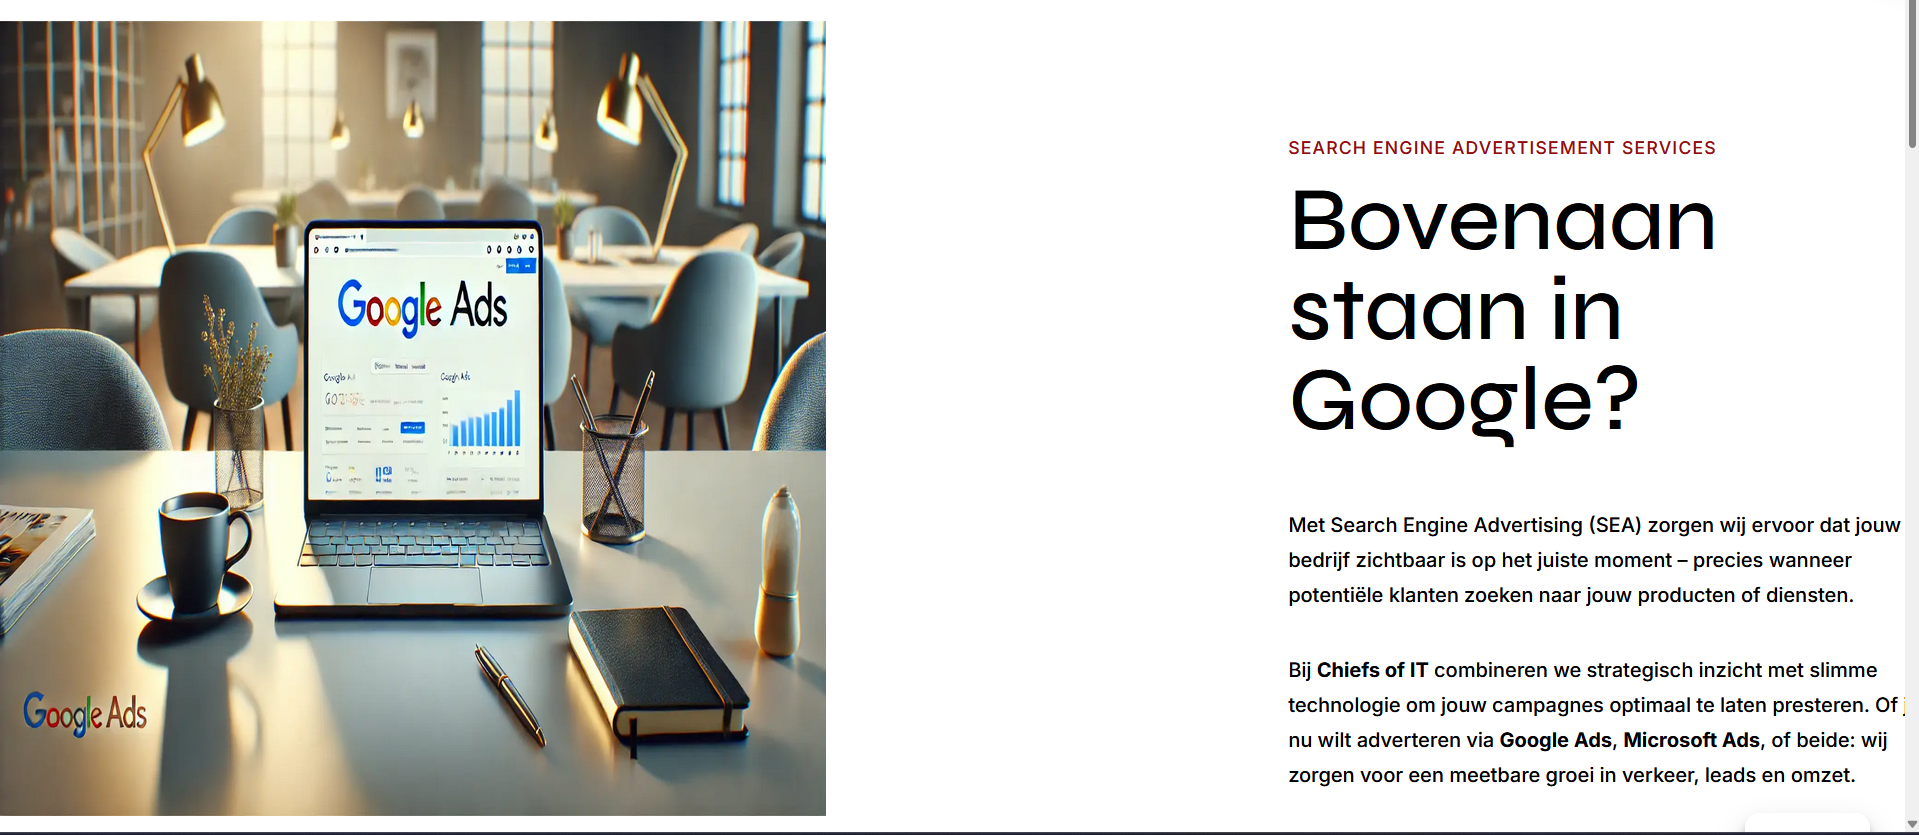 SEARCH ENGINE ADVERTISEMENT SERVICES
Bovenaan
staan in
Google?
Met Search Engine Advertising (SEA) zorgen wij ervoor dat jouw
bedrijf zichtbaar is op het juiste moment – precies wanneer
potentiële klanten zoeken naar jouw producten of diensten.
Bij Chiefs of IT combineren we strategisch inzicht met slimme
technologie om jouw campagnes optimaal te laten presteren. Of
nu wilt adverteren via Google Ads, Microsoft Ads, of beide: wij
zorgen voor een meetbare groei in verkeer, leads en omzet.
Google Ads
Google Ads